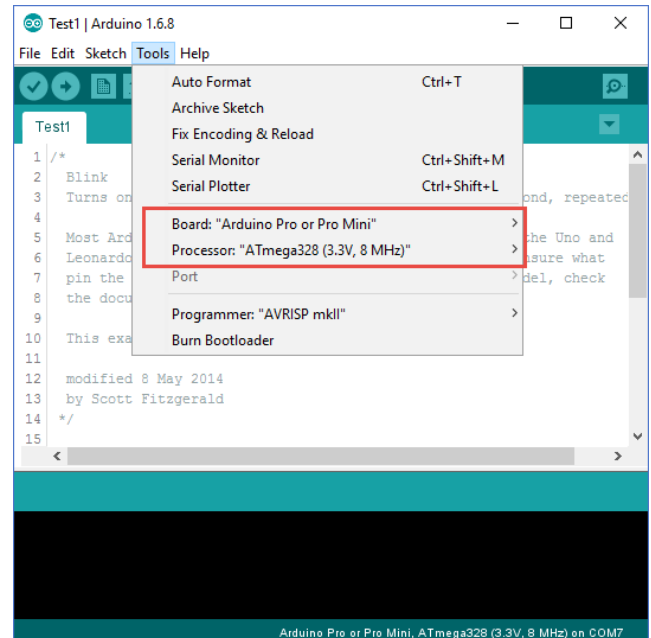 Test1 | Arduino 1.6.8
File Edit Sketch Tools Help
Auto Format Ctrl+T
Archive Sketch
Fix Encoding & Reload
Serial Monitor Ctrl+Shift+M
Serial Plotter Ctrl+Shift+L
Board: "Arduino Pro or Pro Mini"
Processor: "ATmega328 (3.3V, 8 MHz)"
Port
Programmer: "AVRISP mkII"
Burn Bootloader
Test1
1 /*
2 Blink
3 Turns on ond, repeated
4
5 Most Ard the Uno and
6 Leonardo nsure what
7 pin the del, check
8 the docu
9
10 This exa
11
12 modified 8 May 2014
13 by Scott Fitzgerald
14 */
15
Arduino Pro or Pro Mini, ATmega328 (3.3V, 8 MHz) on COM7